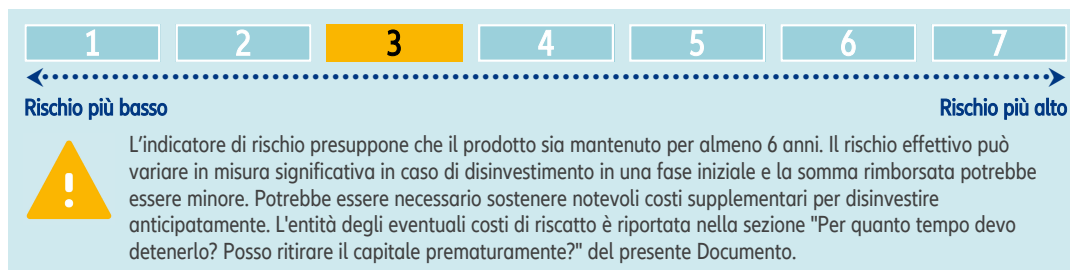 1 2 3 4 5 6 7
Rischio più basso Rischio più alto
L'indicatore di rischio presuppone che il prodotto sia mantenuto per almeno 6 anni. Il rischio effettivo può
variare in misura significativa in caso di disinvestimento in una fase iniziale e la somma rimborsata potrebbe
essere minore. Potrebbe essere necessario sostenere notevoli costi supplementari per disinvestire
anticipatamente. L'entità degli eventuali costi di riscatto è riportata nella sezione "Per quanto tempo devo
detenerlo? Posso ritirare il capitale prematuramente?" del presente Documento.